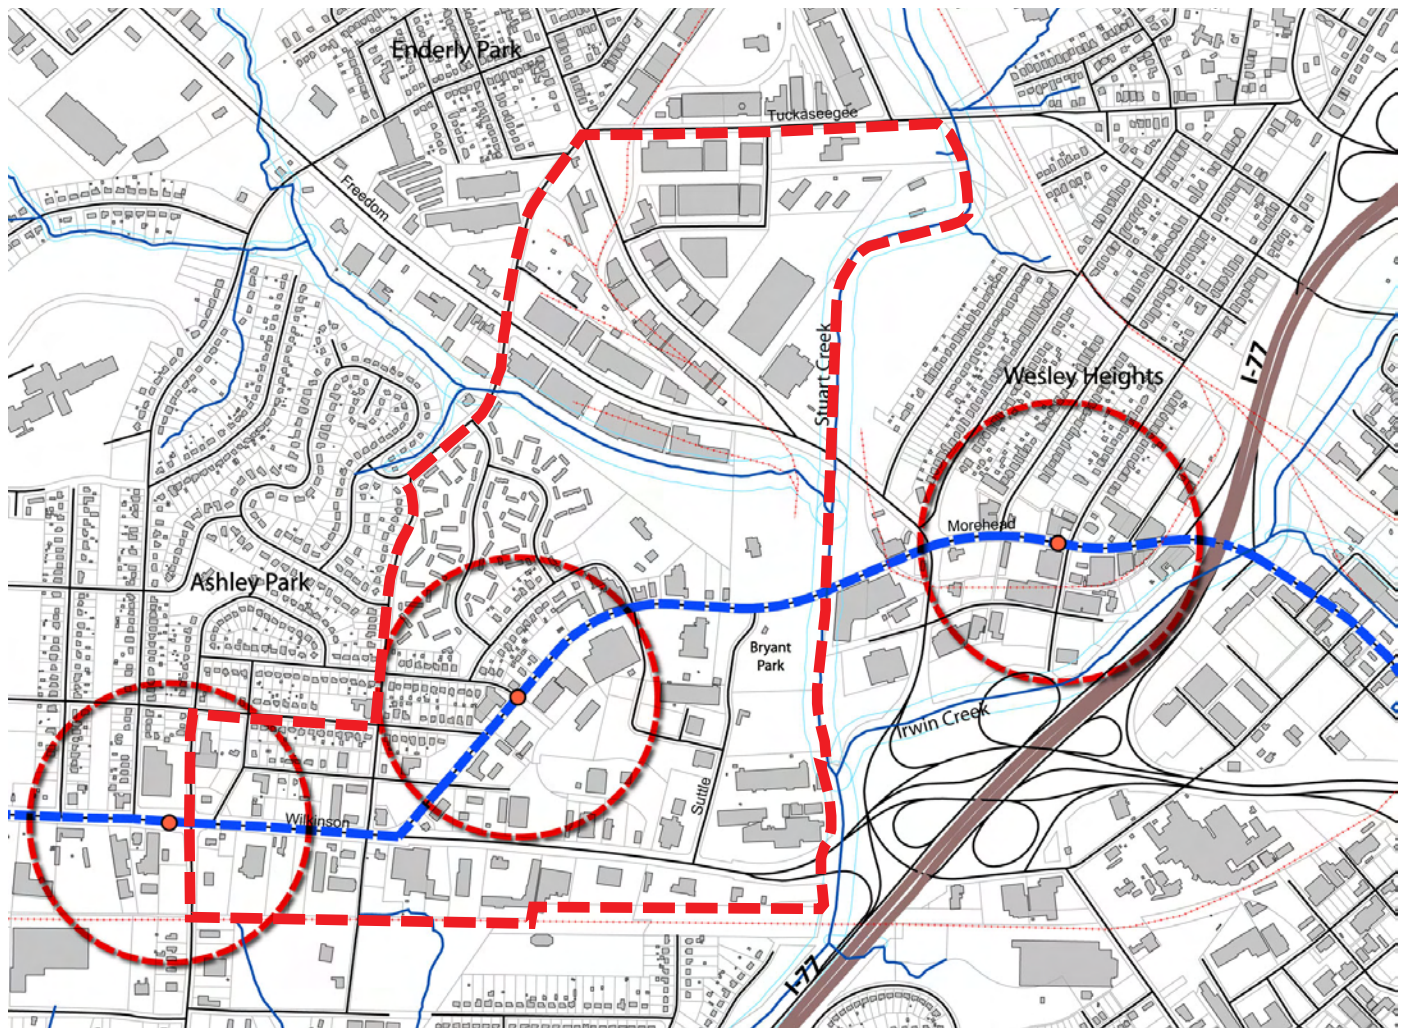 Enderly Park
Tuckaseegee
Freedom
Stuart Creek
I-77
Wesley Heights
Morehead
Ashley Park
Bryant
Park
Irwin Creek
Suttle
Wilkinson
I-77